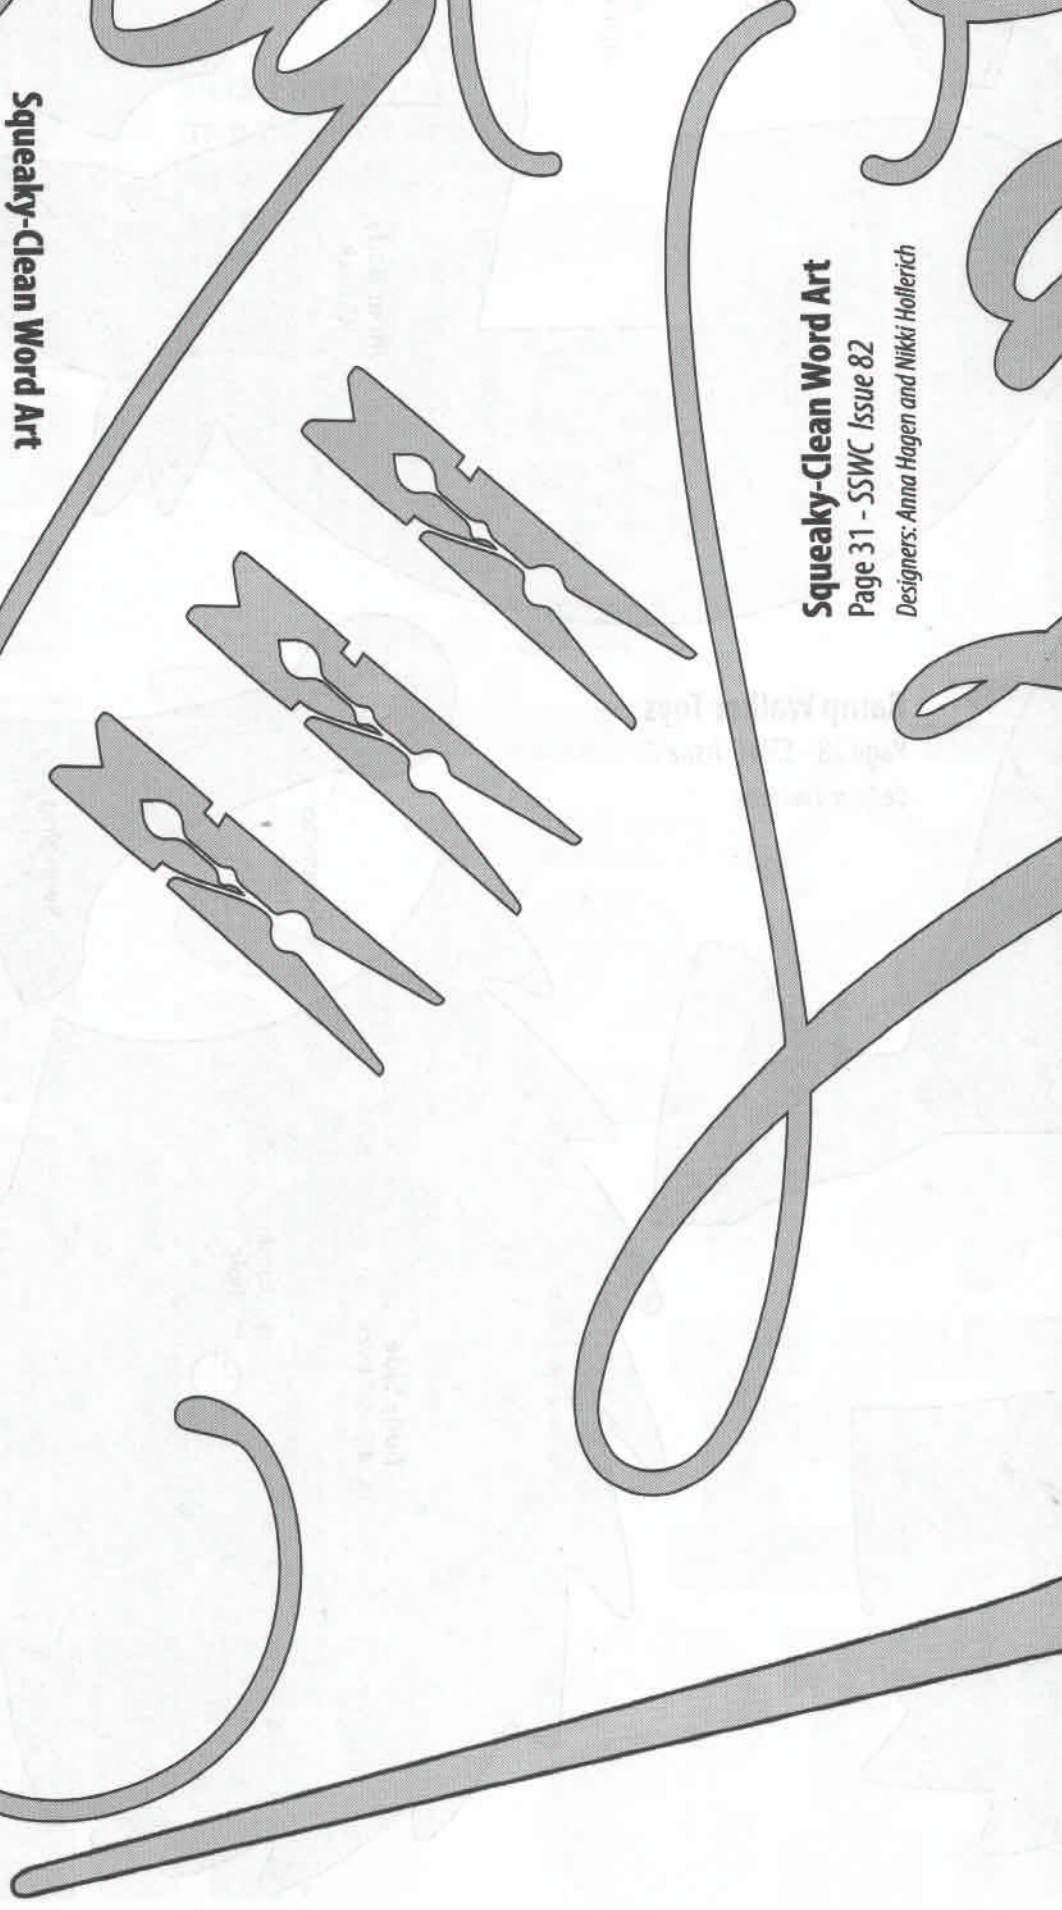 Squeaky-Clean Word Art
Squeaky-Clean Word Art
Page 31 - SSWC Issue 82
Designers: Anna Hagen and Nikki Hollerich